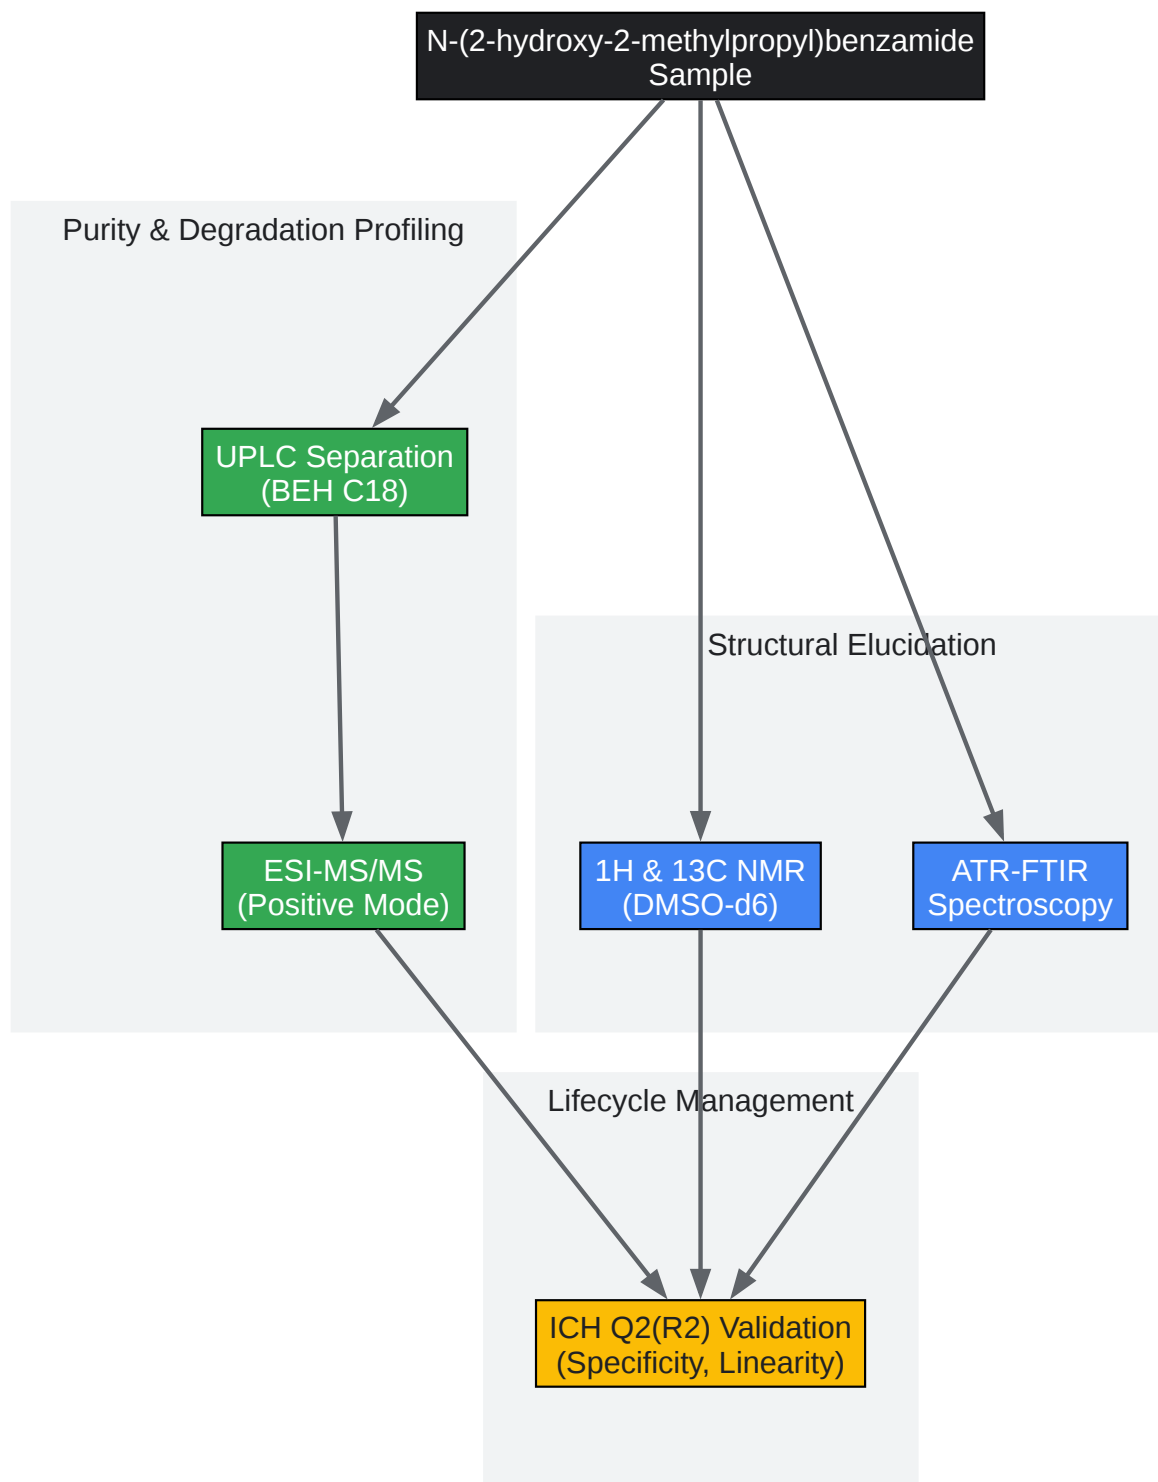 N-(2-hydroxy-2-methylpropyl)benzamide
Sample
Purity & Degradation Profiling
UPLC Separation
(BEH C18)
Structural Elucidation
ESI-MS/MS
(Positive Mode)
1H & 13C NMR
(DMSO-d6)
ATR-FTIR
Spectroscopy
Lifecycle Management
ICH Q2(R2) Validation
(Specificity, Linearity)